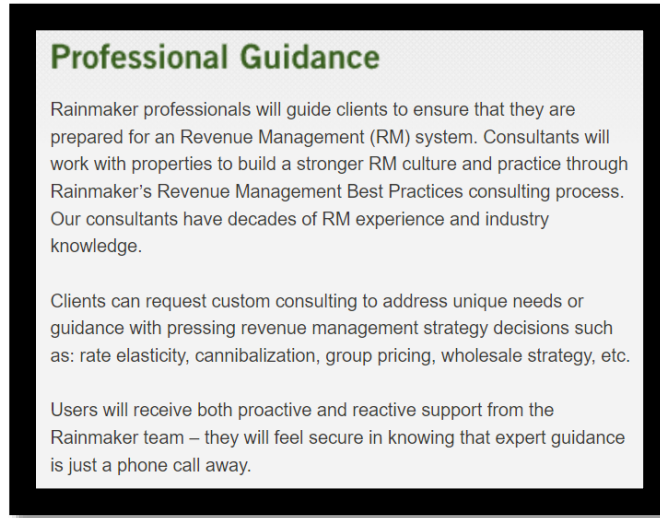 Professional Guidance
Rainmaker professionals will guide clients to ensure that they are
prepared for an Revenue Management (RM) system. Consultants will
work with properties to build a stronger RM culture and practice through
Rainmaker’s Revenue Management Best Practices consulting process.
Our consultants have decades of RM experience and industry
knowledge.
Clients can request custom consulting to address unique needs or
guidance with pressing revenue management strategy decisions such
as: rate elasticity, cannibalization, group pricing, wholesale strategy, etc.
Users will receive both proactive and reactive support from the
Rainmaker team – they will feel secure in knowing that expert guidance
is just a phone call away.